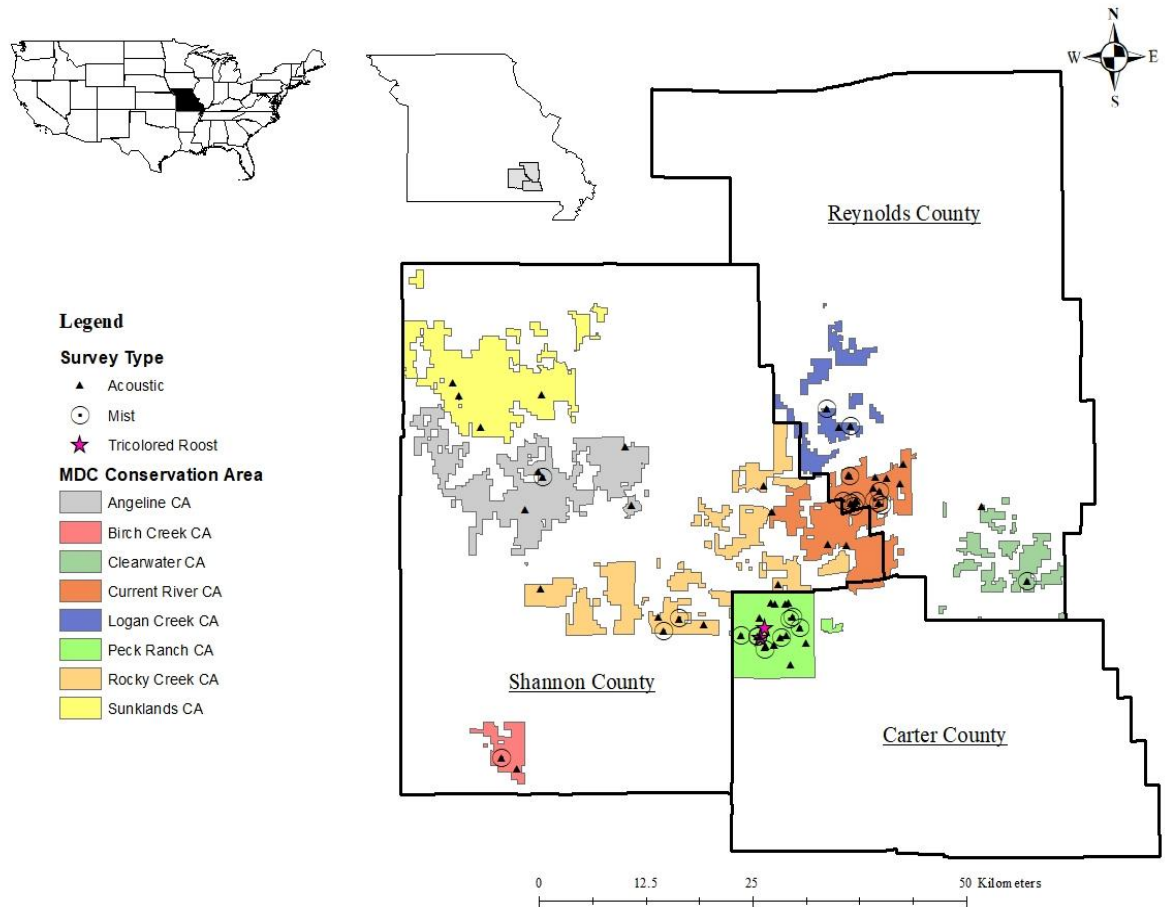 N
W E
S
Reynolds County
Legend
Survey Type
Acoustic
Mist
Tricolored Roost
MDC Conservation Area
Angeline CA
Birch Creek CA
Clearwater CA
Current River CA
Logan Creek CA
Peck Ranch CA
Rocky Creek CA
Sunklands CA
Shannon County
Carter County
0 12.5 25 50 Kilometers